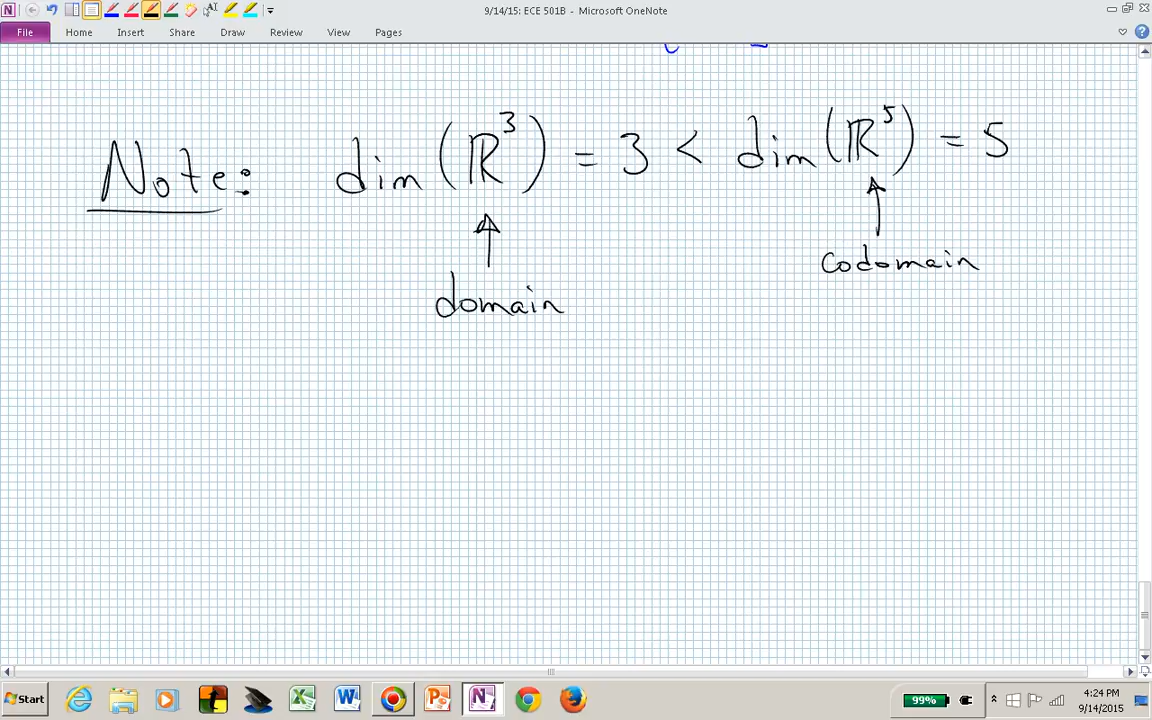 9/14/15: ECE 501B - Microsoft OneNote
File Home Insert Share Draw Review View Pages
Note: dim(ℝ³) = 3 < dim(ℝ⁵) = 5
codomain
domain
Start
99%
4:24 PM
9/14/2015